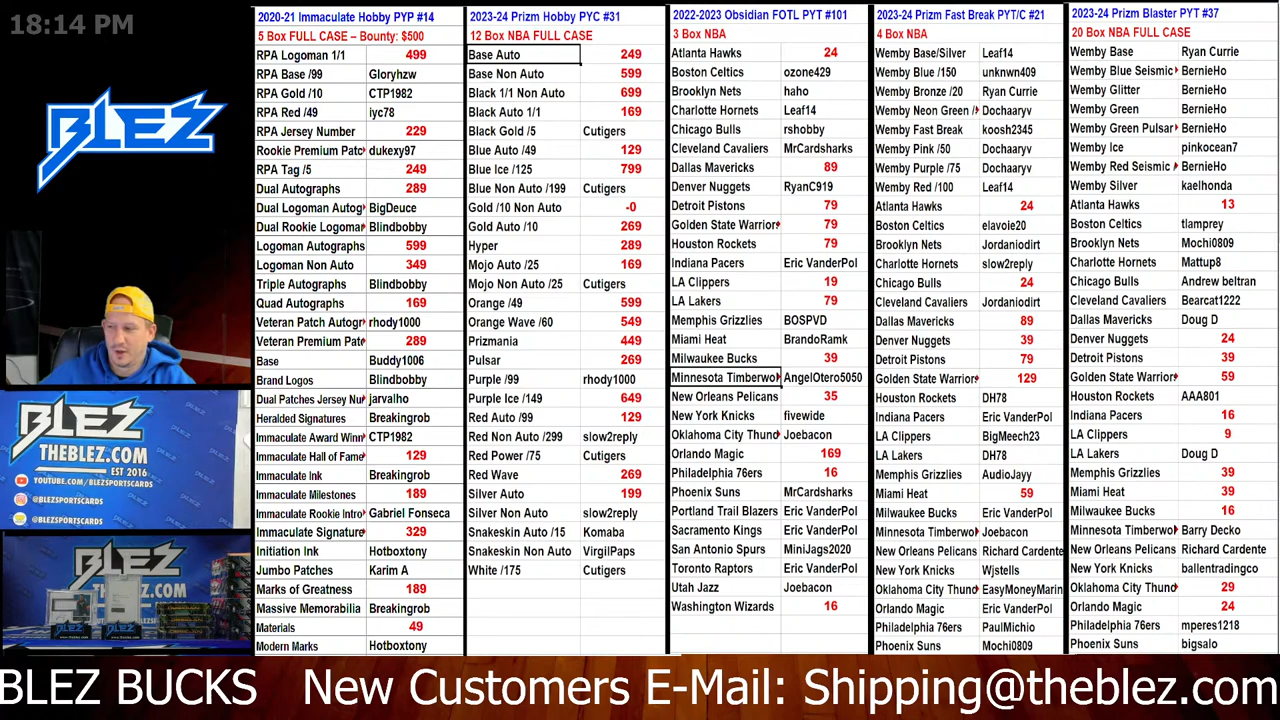 18:14 PM
BLEZ
BLEZ
THEBLEZ.COM
EST 2016
YOUTUBE.COM/BLEZSPORTSCARDS
@BLEZSPORTSCARDS
@BLEZSPORTSCARDS
BLEZ
THEBLEZ.COM
2020-21 Immaculate Hobby PYP #14
5 Box FULL CASE – Bounty: $500
RPA Logoman 1/1 499
RPA Base /99 Gloryhzw
RPA Gold /10 CTP1982
RPA Red /49 iyc78
RPA Jersey Number 229
Rookie Premium Patc dukexy97
RPA Tag /5 249
Dual Autographs 289
Dual Logoman Autog BigDeuce
Dual Rookie Logoma Blindbobby
Logoman Autographs 599
Logoman Non Auto 349
Triple Autographs Blindbobby
Quad Autographs 169
Veteran Patch Autogr rhody1000
Veteran Premium Pat 289
Base Buddy1006
Brand Logos Blindbobby
Dual Patches Jersey Nu jarvalho
Heralded Signatures Breakingrob
Immaculate Award Winn CTP1982
Immaculate Hall of Fame 129
Immaculate Ink Breakingrob
Immaculate Milestones 189
Immaculate Rookie Intro Gabriel Fonseca
Immaculate Signature 329
Initiation Ink Hotboxtony
Jumbo Patches Karim A
Marks of Greatness 189
Massive Memorabilia Breakingrob
Materials 49
Modern Marks Hotboxtony
2023-24 Prizm Hobby PYC #31
12 Box NBA FULL CASE
Base Auto 249
Base Non Auto 599
Black 1/1 Non Auto 699
Black Auto 1/1 169
Black Gold /5 Cutigers
Blue Auto /49 129
Blue Ice /125 799
Blue Non Auto /199 Cutigers
Gold /10 Non Auto -0
Gold Auto /10 269
Hyper 289
Mojo Auto /25 169
Mojo Non Auto /25 Cutigers
Orange /49 599
Orange Wave /60 549
Prizmania 449
Pulsar 269
Purple /99 rhody1000
Purple Ice /149 649
Red Auto /99 129
Red Non Auto /299 slow2reply
Red Power /75 Cutigers
Red Wave 269
Silver Auto 199
Silver Non Auto slow2reply
Snakeskin Auto /15 Komaba
Snakeskin Non Auto VirgilPaps
White /175 Cutigers
2022-2023 Obsidian FOTL PYT #101
3 Box NBA
Atlanta Hawks 24
Boston Celtics ozone429
Brooklyn Nets haho
Charlotte Hornets Leaf14
Chicago Bulls rshobby
Cleveland Cavaliers MrCardsharks
Dallas Mavericks 89
Denver Nuggets RyanC919
Detroit Pistons 79
Golden State Warrior 79
Houston Rockets 79
Indiana Pacers Eric VanderPol
LA Clippers 19
LA Lakers 79
Memphis Grizzlies BOSPVD
Miami Heat BrandoRamk
Milwaukee Bucks 39
Minnesota Timberwo AngelOtero5050
New Orleans Pelicans 35
New York Knicks fivewide
Oklahoma City Thund Joebacon
Orlando Magic 169
Philadelphia 76ers 16
Phoenix Suns MrCardsharks
Portland Trail Blazers Eric VanderPol
Sacramento Kings Eric VanderPol
San Antonio Spurs MiniJags2020
Toronto Raptors Eric VanderPol
Utah Jazz Joebacon
Washington Wizards 16
2023-24 Prizm Fast Break PYT/C #21
4 Box NBA
Wemby Base/Silver Leaf14
Wemby Blue /150 unknwn409
Wemby Bronze /20 Ryan Currie
Wemby Neon Green / Dochaaryv
Wemby Fast Break koosh2345
Wemby Pink /50 Dochaaryv
Wemby Purple /75 Dochaaryv
Wemby Red /100 Leaf14
Atlanta Hawks 24
Boston Celtics elavoie20
Brooklyn Nets Jordaniodirt
Charlotte Hornets slow2reply
Chicago Bulls 24
Cleveland Cavaliers Jordaniodirt
Dallas Mavericks 89
Denver Nuggets 39
Detroit Pistons 79
Golden State Warrior 129
Houston Rockets DH78
Indiana Pacers Eric VanderPol
LA Clippers BigMeech23
LA Lakers DH78
Memphis Grizzlies AudioJayy
Miami Heat 59
Milwaukee Bucks Eric VanderPol
Minnesota Timberwo Joebacon
New Orleans Pelicans Richard Cardente
New York Knicks Wjstells
Oklahoma City Thund EasyMoneyMarin
Orlando Magic Eric VanderPol
Philadelphia 76ers PaulMichio
Phoenix Suns Mochi0809
2023-24 Prizm Blaster PYT #37
20 Box NBA FULL CASE
Wemby Base Ryan Currie
Wemby Blue Seismic BernieHo
Wemby Glitter BernieHo
Wemby Green BernieHo
Wemby Green Pulsar BernieHo
Wemby Ice pinkocean7
Wemby Red Seismic BernieHo
Wemby Silver kaelhonda
Atlanta Hawks 13
Boston Celtics tlamprey
Brooklyn Nets Mochi0809
Charlotte Hornets Mattup8
Chicago Bulls Andrew beltran
Cleveland Cavaliers Bearcat1222
Dallas Mavericks Doug D
Denver Nuggets 24
Detroit Pistons 39
Golden State Warrior 59
Houston Rockets AAA801
Indiana Pacers 16
LA Clippers 9
LA Lakers Doug D
Memphis Grizzlies 39
Miami Heat 39
Milwaukee Bucks 16
Minnesota Timberwo Barry Decko
New Orleans Pelicans Richard Cardente
New York Knicks ballentradingco
Oklahoma City Thund 29
Orlando Magic 24
Philadelphia 76ers mperes1218
Phoenix Suns bigsalo
BLEZ BUCKS New Customers E-Mail: Shipping@theblez.com